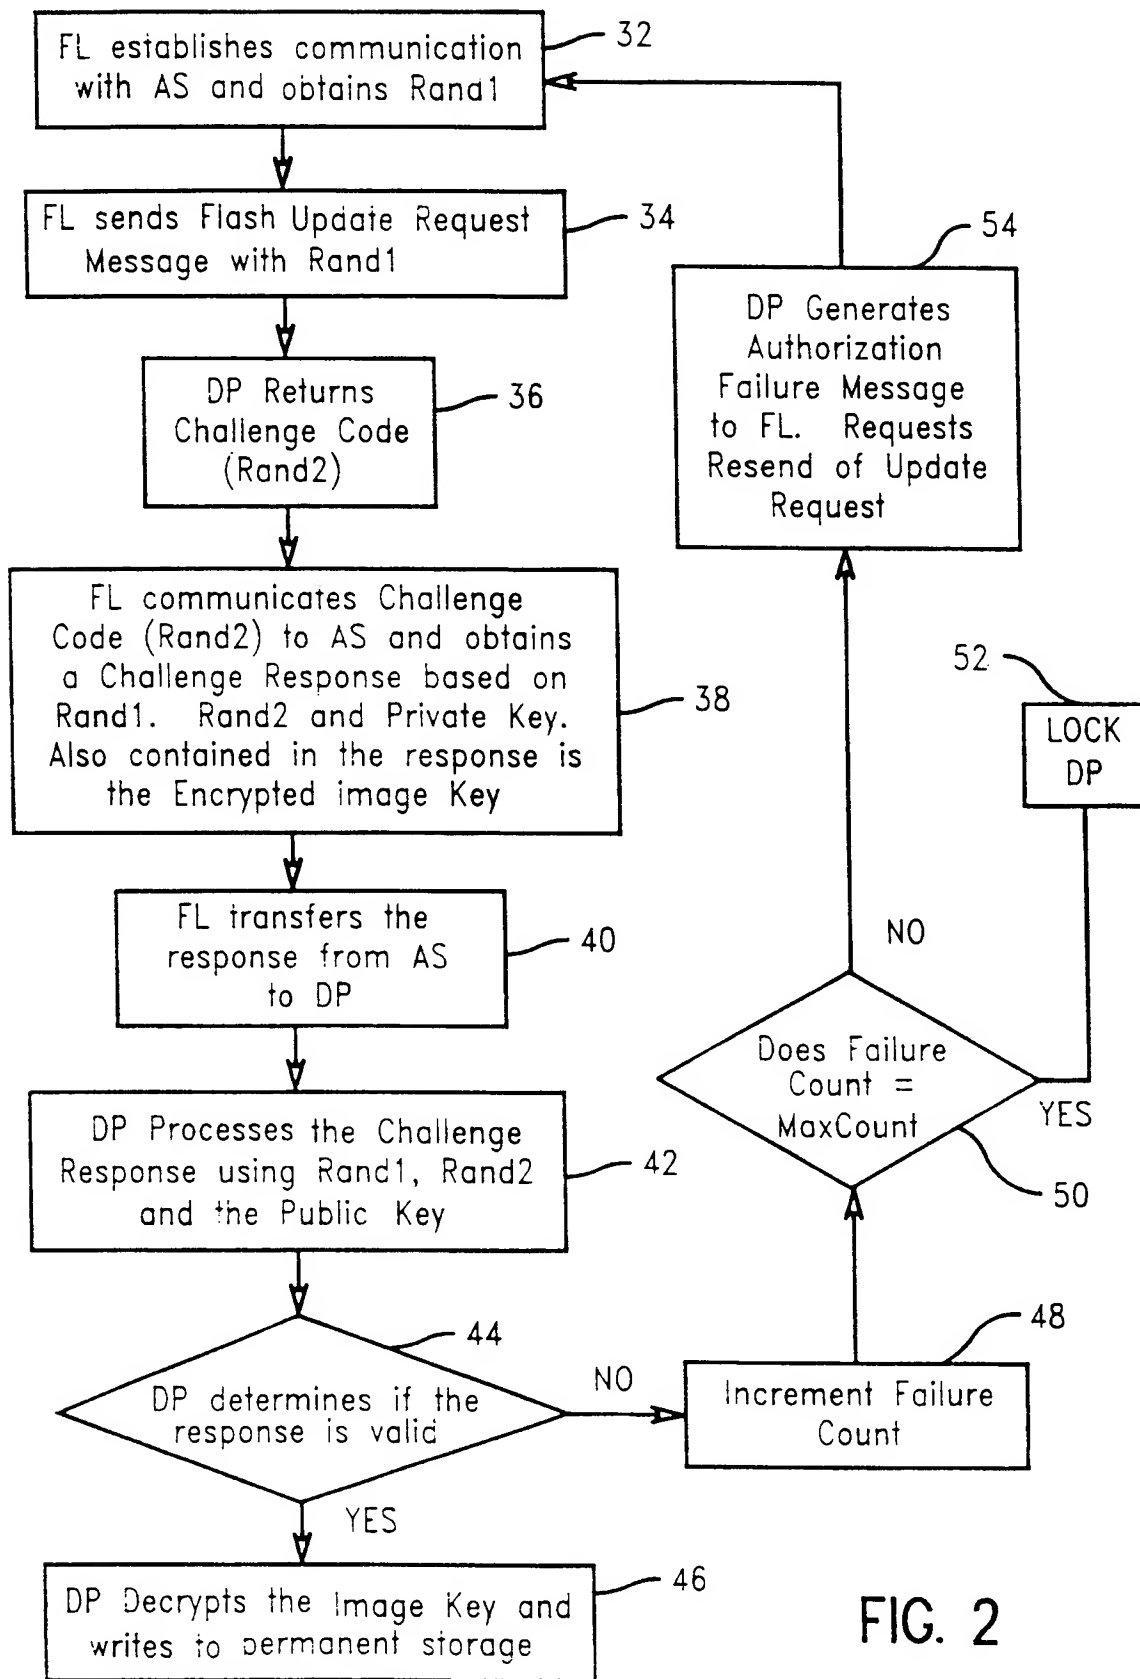 FL establishes communication
with AS and obtains Rand1
32
FL sends Flash Update Request
Message with Rand1
34
DP Returns
Challenge Code
(Rand2)
36
FL communicates Challenge
Code (Rand2) to AS and obtains
a Challenge Response based on
Rand1. Rand2 and Private Key.
Also contained in the response is
the Encrypted image Key
38
FL transfers the
response from AS
to DP
40
DP Processes the Challenge
Response using Rand1, Rand2
and the Public Key
42
DP determines if the
response is valid
44
YES
DP Decrypts the Image Key and
writes to permanent storage
46
NO
Increment Failure
Count
48
Does Failure
Count =
MaxCount
50
YES
LOCK
DP
52
NO
DP Generates
Authorization
Failure Message
to FL. Requests
Resend of Update
Request
54
FIG. 2